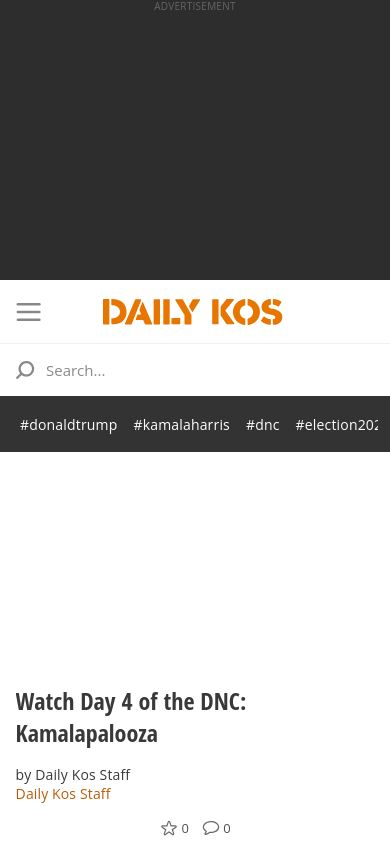 ADVERTISEMENT
DAILY KOS
Search...
#donaldtrump #kamalaharris #dnc #election202
Watch Day 4 of the DNC:
Kamalapalooza
by Daily Kos Staff
Daily Kos Staff
0 0